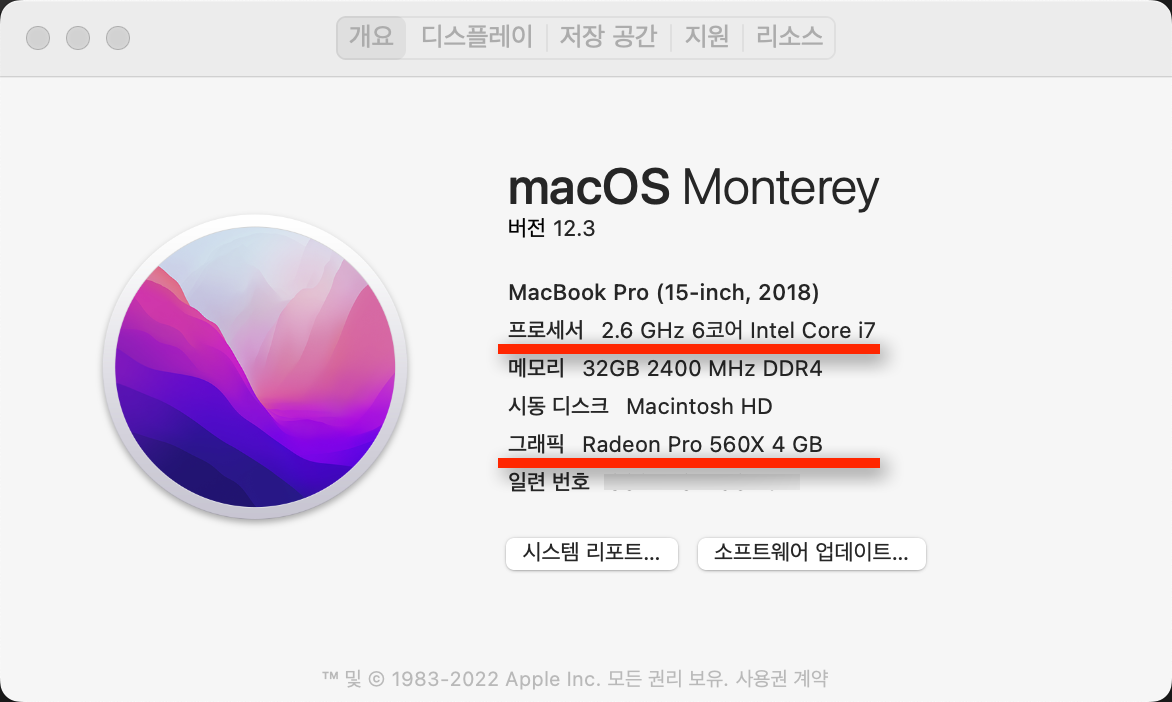 개요 디스플레이 저장 공간 지원 리소스
macOS Monterey
버전 12.3
MacBook Pro (15-inch, 2018)
프로세서 2.6 GHz 6코어 Intel Core i7
메모리 32GB 2400 MHz DDR4
시동 디스크 Macintosh HD
그래픽 Radeon Pro 560X 4 GB
일련 번호
시스템 리포트... 소프트웨어 업데이트...
™ 및 © 1983-2022 Apple Inc. 모든 권리 보유. 사용권 계약